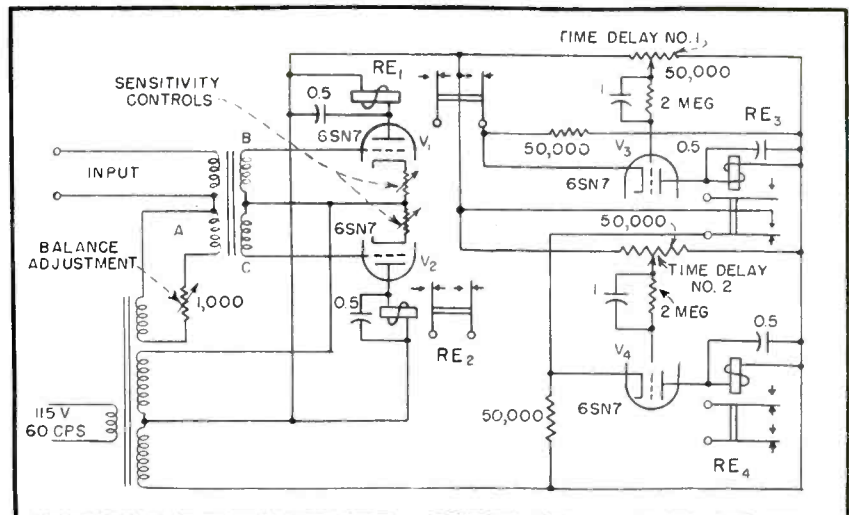 TIME DELAY NO. 1
50,000
RE1
SENSITIVITY
CONTROLS
0.5
1
2 MEG
RE3
6SN7
V1
B
50,000
V3
0.5
INPUT
6SN7
A
6SN7
50,000
BALANCE
ADJUSTMENT
C
V2
TIME DELAY
NO. 2
1,000
0.5
1
2 MEG
RE2
0.5
V4
115 V
60 CPS
50,000
6SN7
RE4